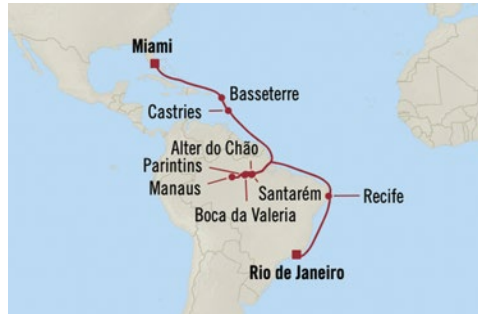 Miami
Basseterre
Castries
Alter do Chão
Parintins
Manaus
Santarém
Recife
Boca da Valeria
Rio de Janeiro